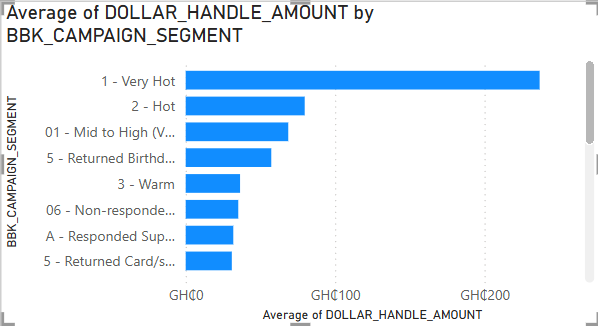 Average of DOLLAR_HANDLE_AMOUNT by
BBK_CAMPAIGN_SEGMENT
BBK_CAMPAIGN_SEGMENT
1 - Very Hot
2 - Hot
01 - Mid to High (V...
5 - Returned Birthd...
3 - Warm
06 - Non-responde...
A - Responded Sup...
5 - Returned Card/s...
GH₵0
GH₵100
GH₵200
Average of DOLLAR_HANDLE_AMOUNT